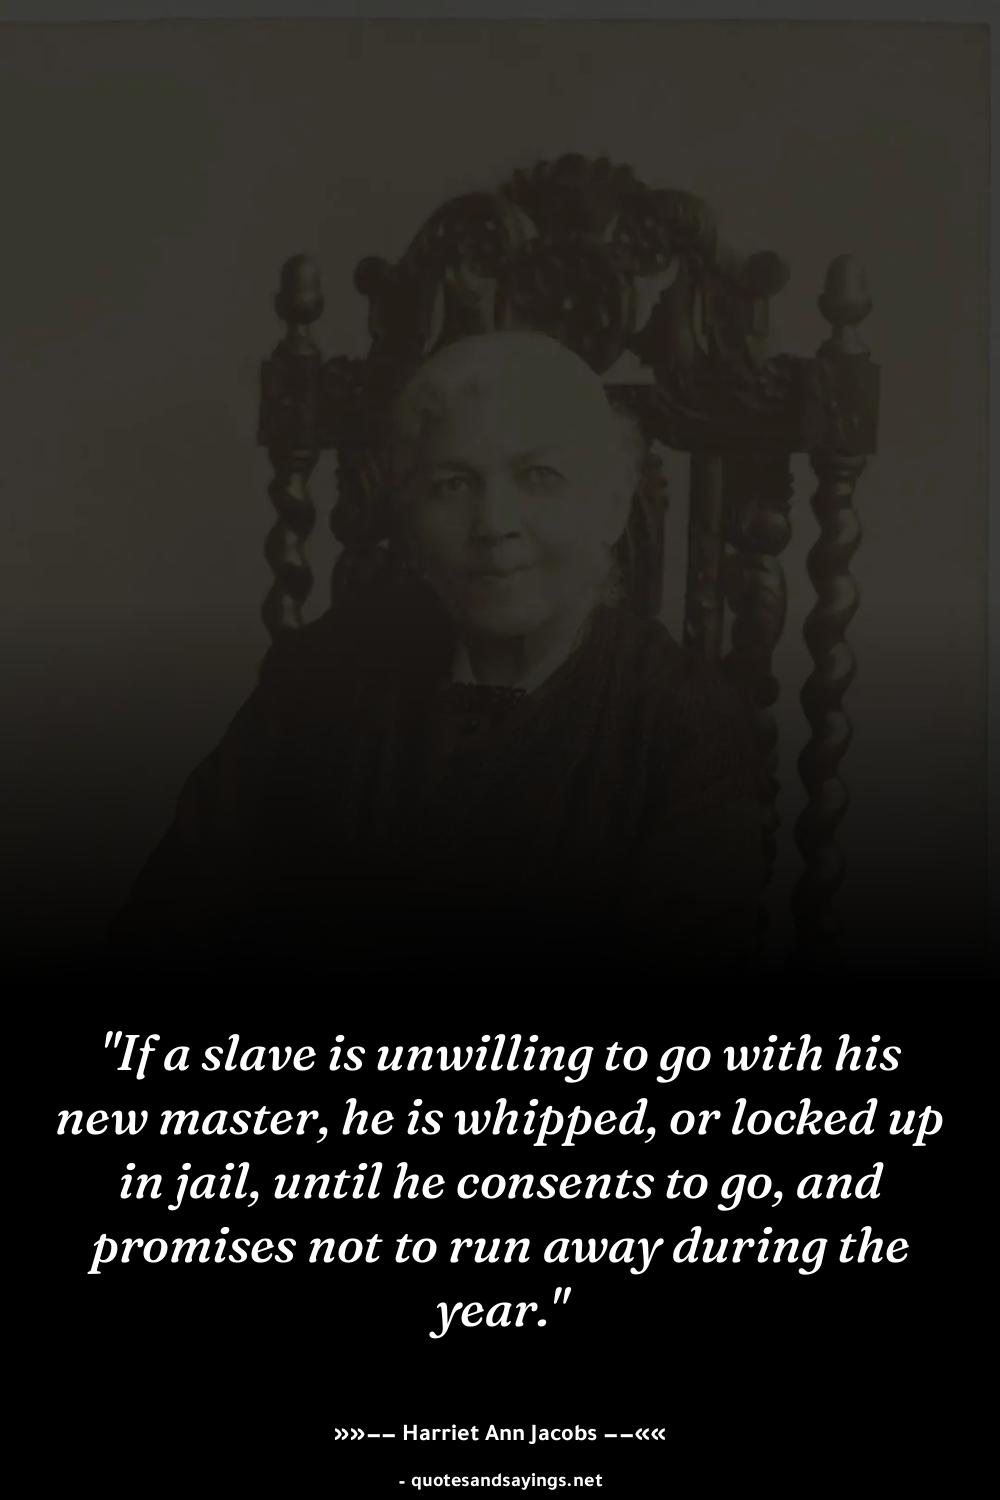 "If a slave is unwilling to go with his
new master, he is whipped, or locked up
in jail, until he consents to go, and
promises not to run away during the
year."
»»–– Harriet Ann Jacobs ––««
- quotesandsayings.net